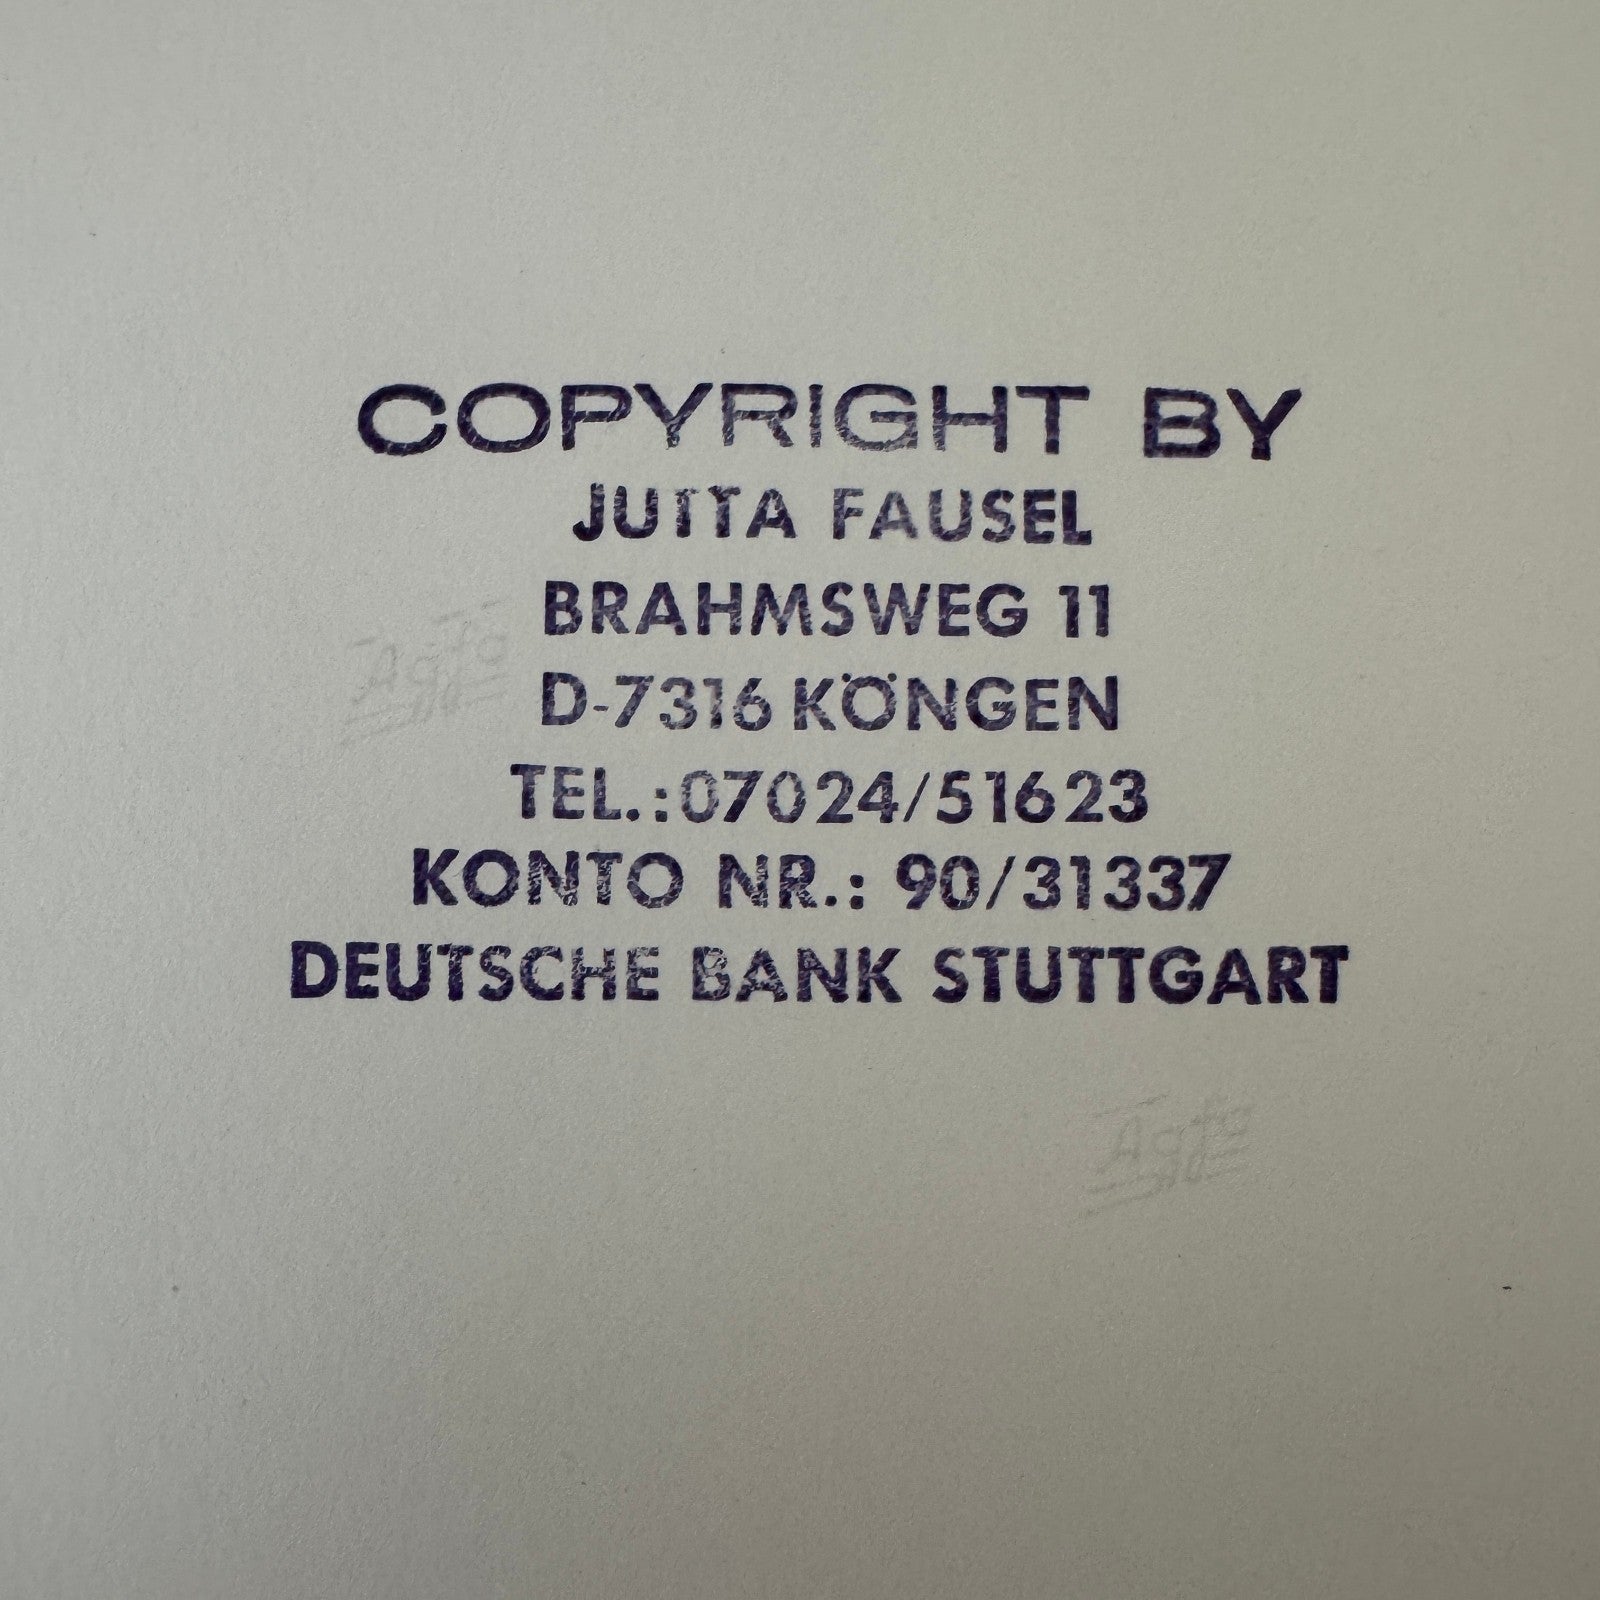 COPYRIGHT BY
JUTTA FAUSEL
BRAHMSWEG 11
D-7316 KÖNGEN
TEL.:07024/51623
KONTO NR.: 90/31337
DEUTSCHE BANK STUTTGART